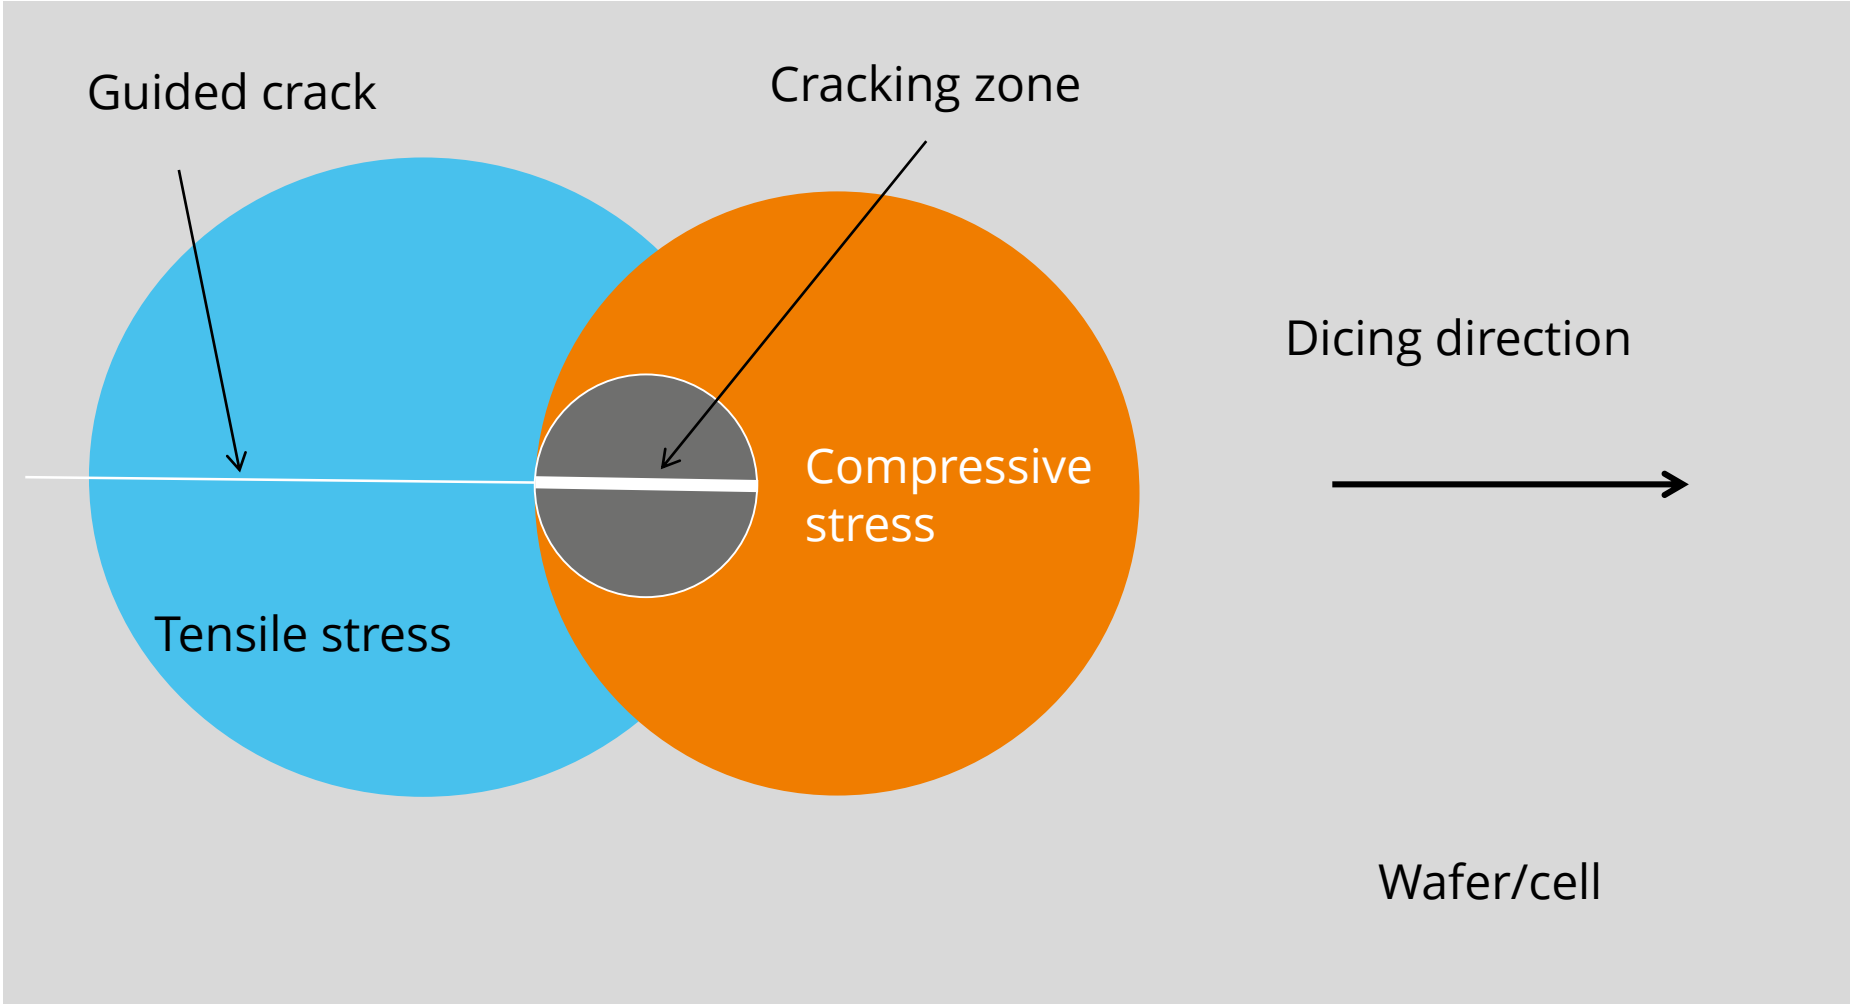 Guided crack
Cracking zone
Dicing direction
Compressive
stress
Tensile stress
Wafer/cell